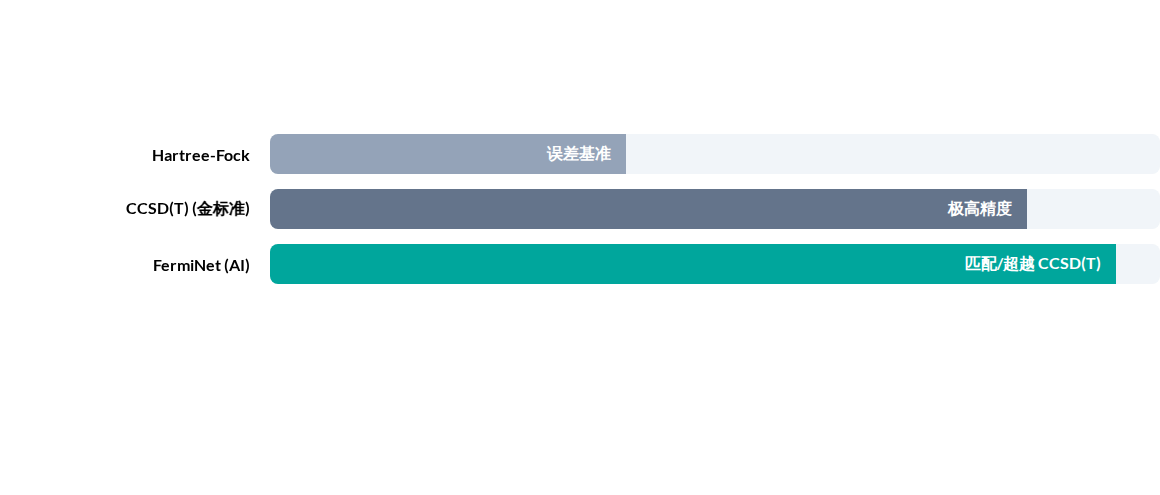 Hartree-Fock
误差基准
CCSD(T) (金标准)
极高精度
FermiNet (AI)
匹配/超越 CCSD(T)